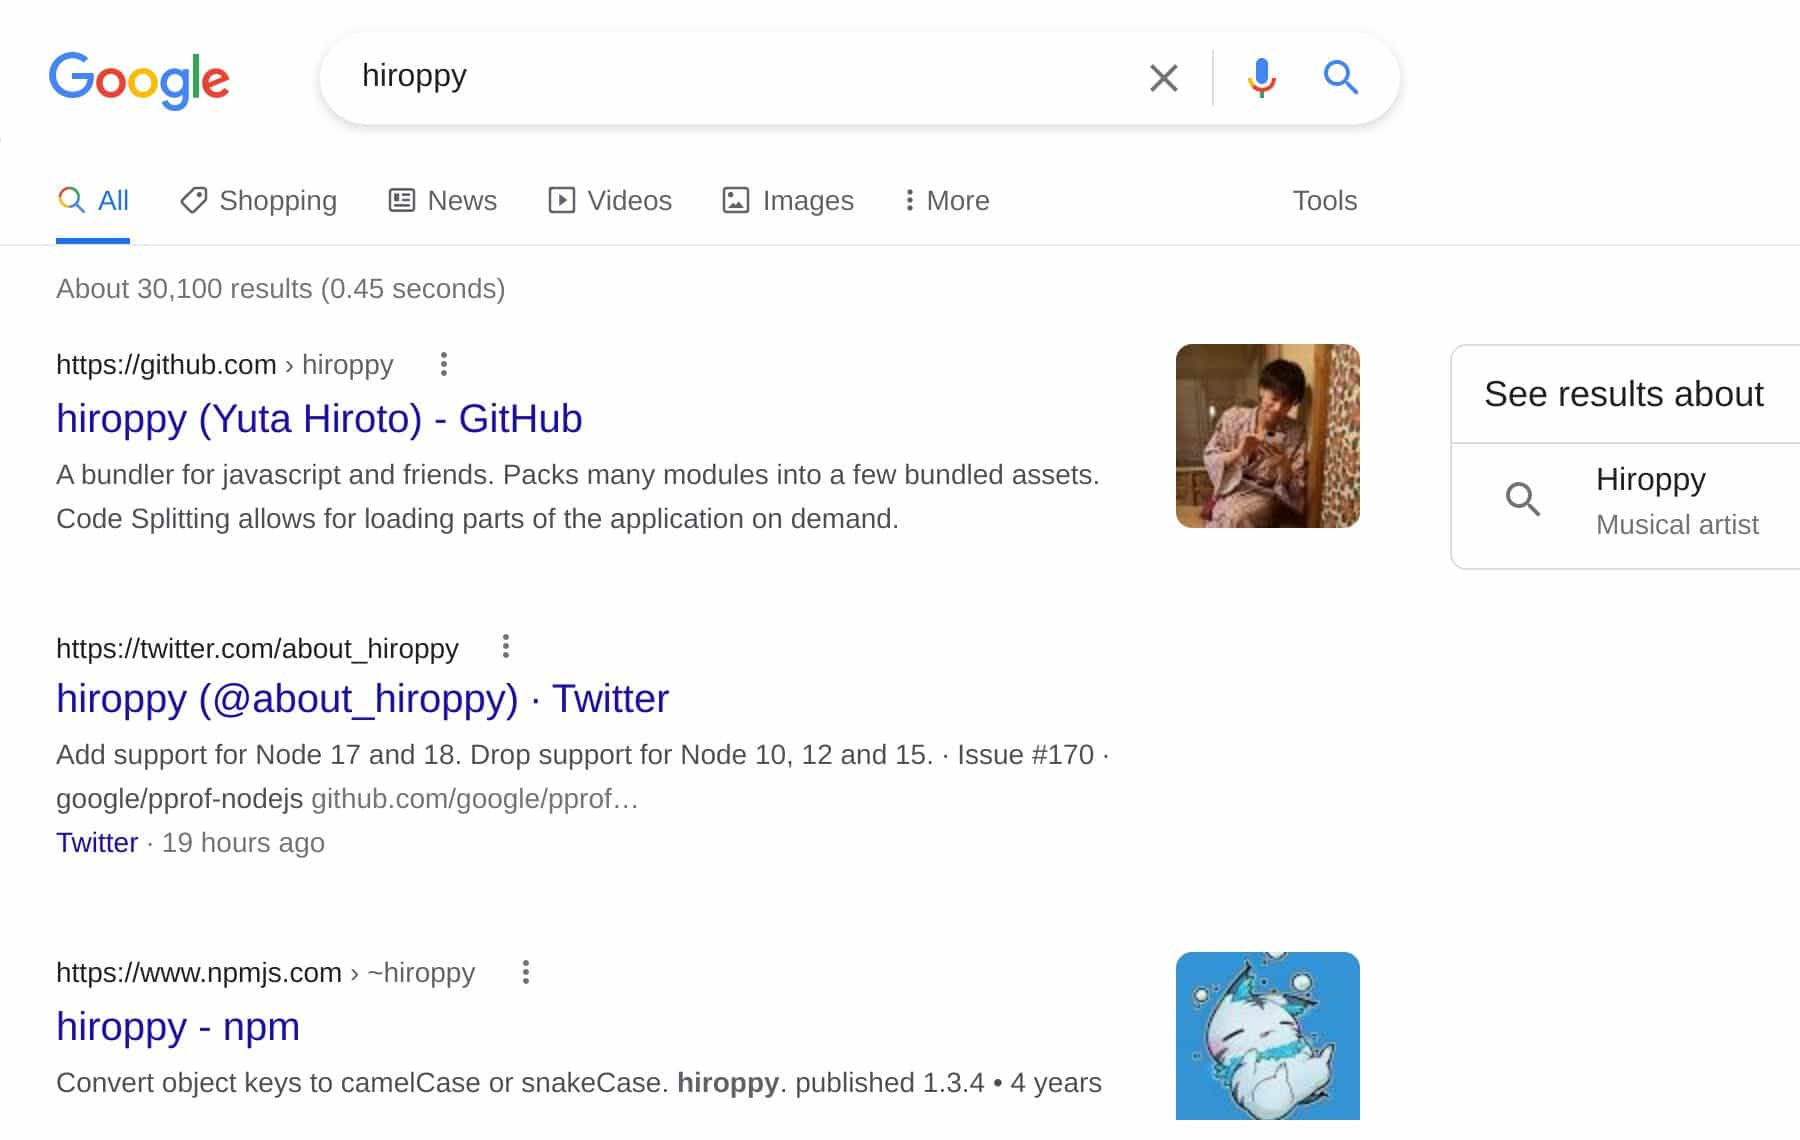 Google
hiroppy
All
Shopping
News
Videos
Images
More
Tools
About 30,100 results (0.45 seconds)
https://github.com › hiroppy
hiroppy (Yuta Hiroto) - GitHub
A bundler for javascript and friends. Packs many modules into a few bundled assets.
Code Splitting allows for loading parts of the application on demand.
See results about
Hiroppy
Musical artist
https://twitter.com/about_hiroppy
hiroppy (@about_hiroppy) · Twitter
Add support for Node 17 and 18. Drop support for Node 10, 12 and 15. · Issue #170 ·
google/pprof-nodejs github.com/google/pprof…
Twitter · 19 hours ago
https://www.npmjs.com › ~hiroppy
hiroppy - npm
Convert object keys to camelCase or snakeCase. hiroppy. published 1.3.4 • 4 years